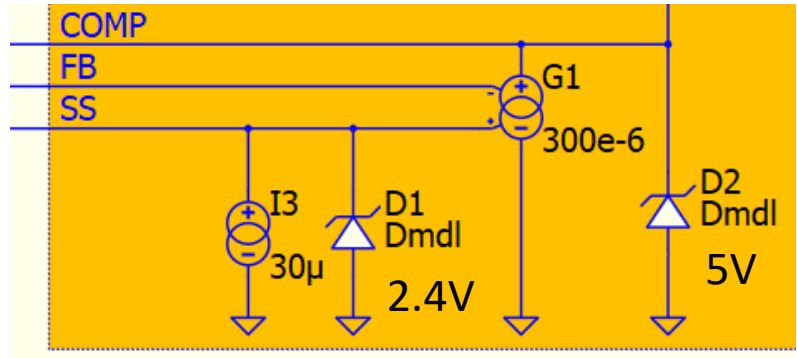 COMP
FB
SS
G1
300e-6
I3
30µ
D1
Dmdl
2.4V
D2
Dmdl
5V